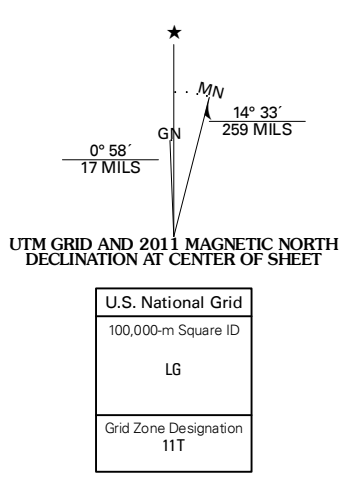 ★
MN
GN
14° 33´
259 MILS
0° 58´
17 MILS
UTM GRID AND 2011 MAGNETIC NORTH
DECLINATION AT CENTER OF SHEET
U.S. National Grid
100,000-m Square ID
LG
Grid Zone Designation
11T